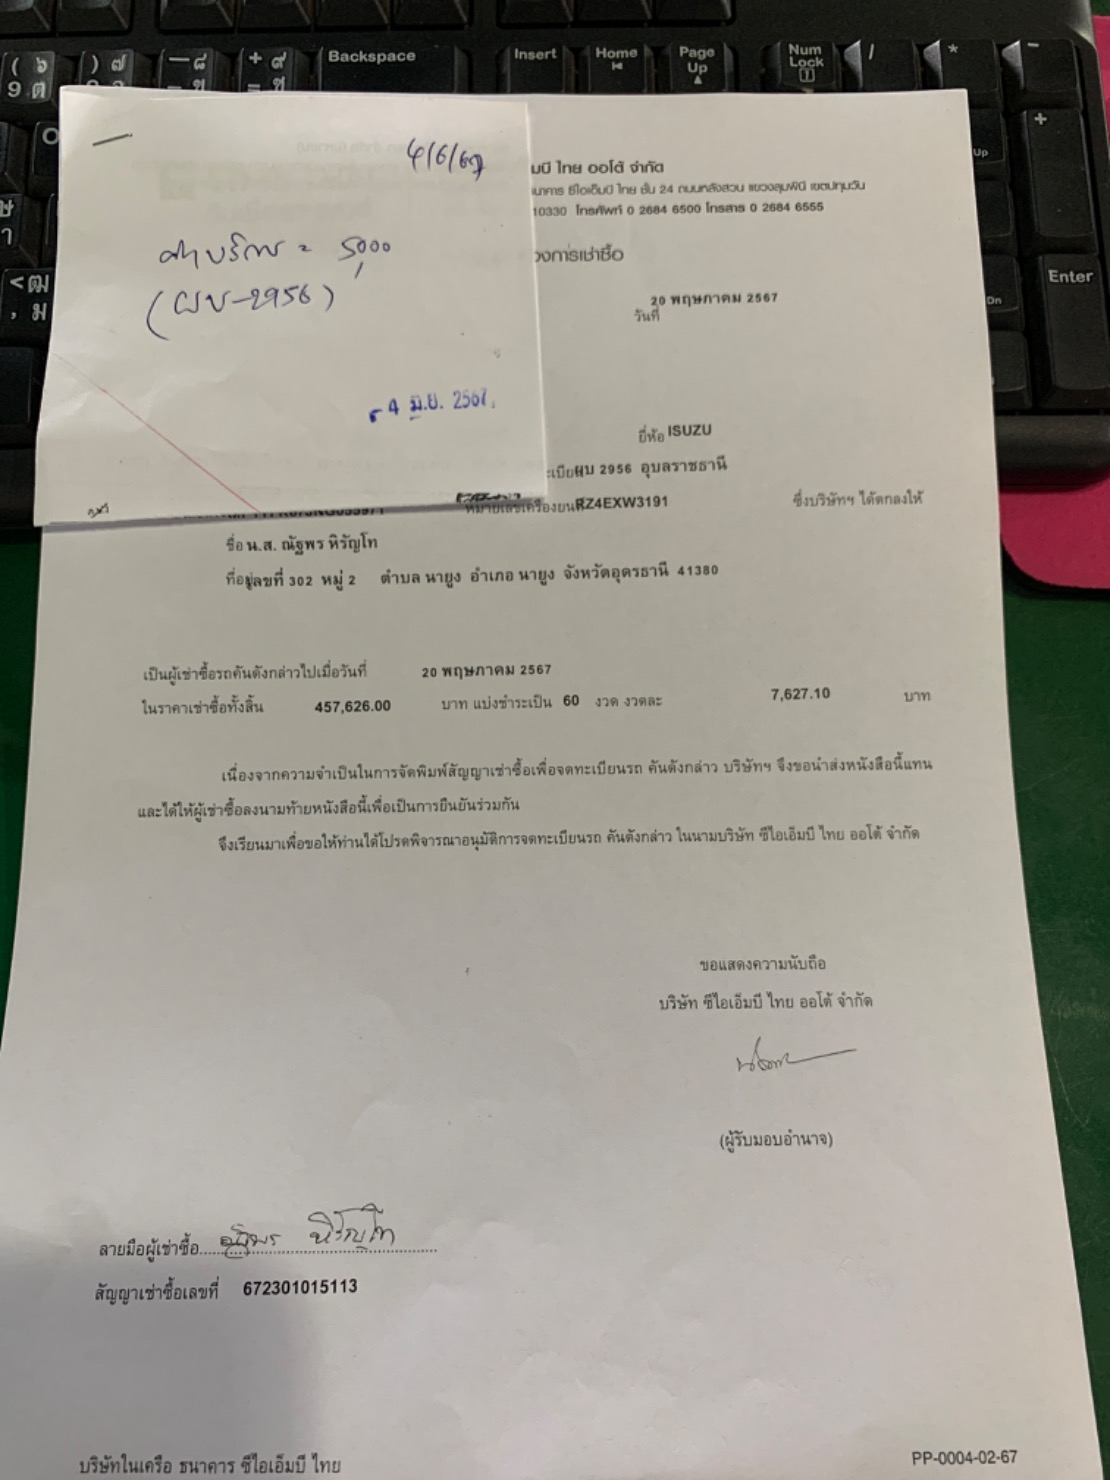 ( ๖
9 ต
) ๗
— ๘
- ข
+ ๙
= ช
Backspace
Insert
Home
Page
Up
Num
Lock
/
*
-
+
Enter
< ฒ
, ม
4/6/67
ค่าบริการ = 5,000
(ผบ-2956)
4 มิ.ย. 2567
มบี ไทย ออโต้ จำกัด
นาคาร ซีไอเอ็มบี ไทย ชั้น 24 ถนนหลังสวน แขวงลุมพินี เขตปทุมวัน
10330 โทรศัพท์ 0 2684 6500 โทรสาร 0 2684 6555
การเช่าซื้อ
วันที่ 20 พฤษภาคม 2567
ยี่ห้อ ISUZU
ผบ 2956 อุบลราชธานี
หมายเลขเครื่องยนต์ RZ4EXW3191 ซึ่งบริษัทฯ ได้ตกลงให้
ชื่อ น.ส. ณัฐพร หิรัญโท
ที่อยู่ เลขที่ 302 หมู่ 2 ตำบล นายูง อำเภอ นายูง จังหวัดอุดรธานี 41380
เป็นผู้เช่าซื้อรถคันดังกล่าวไปเมื่อวันที่ 20 พฤษภาคม 2567
ในราคาเช่าซื้อทั้งสิ้น 457,626.00 บาท แบ่งชำระเป็น 60 งวด งวดละ 7,627.10 บาท
เนื่องจากความจำเป็นในการจัดพิมพ์สัญญาเช่าซื้อเพื่อจดทะเบียนรถ คันดังกล่าว บริษัทฯ จึงขอนำส่งหนังสือนี้แทน
และได้ให้ผู้เช่าซื้อลงนามท้ายหนังสือนี้เพื่อเป็นการยืนยันร่วมกัน
จึงเรียนมาเพื่อขอให้ท่านได้โปรดพิจารณาอนุมัติการจดทะเบียนรถ คันดังกล่าว ในนามบริษัท ซีไอเอ็มบี ไทย ออโต้ จำกัด
ขอแสดงความนับถือ
บริษัท ซีไอเอ็มบี ไทย ออโต้ จำกัด
(ผู้รับมอบอำนาจ)
ลายมือผู้เช่าซื้อ ณัฐพร หิรัญโท
สัญญาเช่าซื้อเลขที่ 672301015113
บริษัทในเครือ ธนาคาร ซีไอเอ็มบี ไทย
PP-0004-02-67